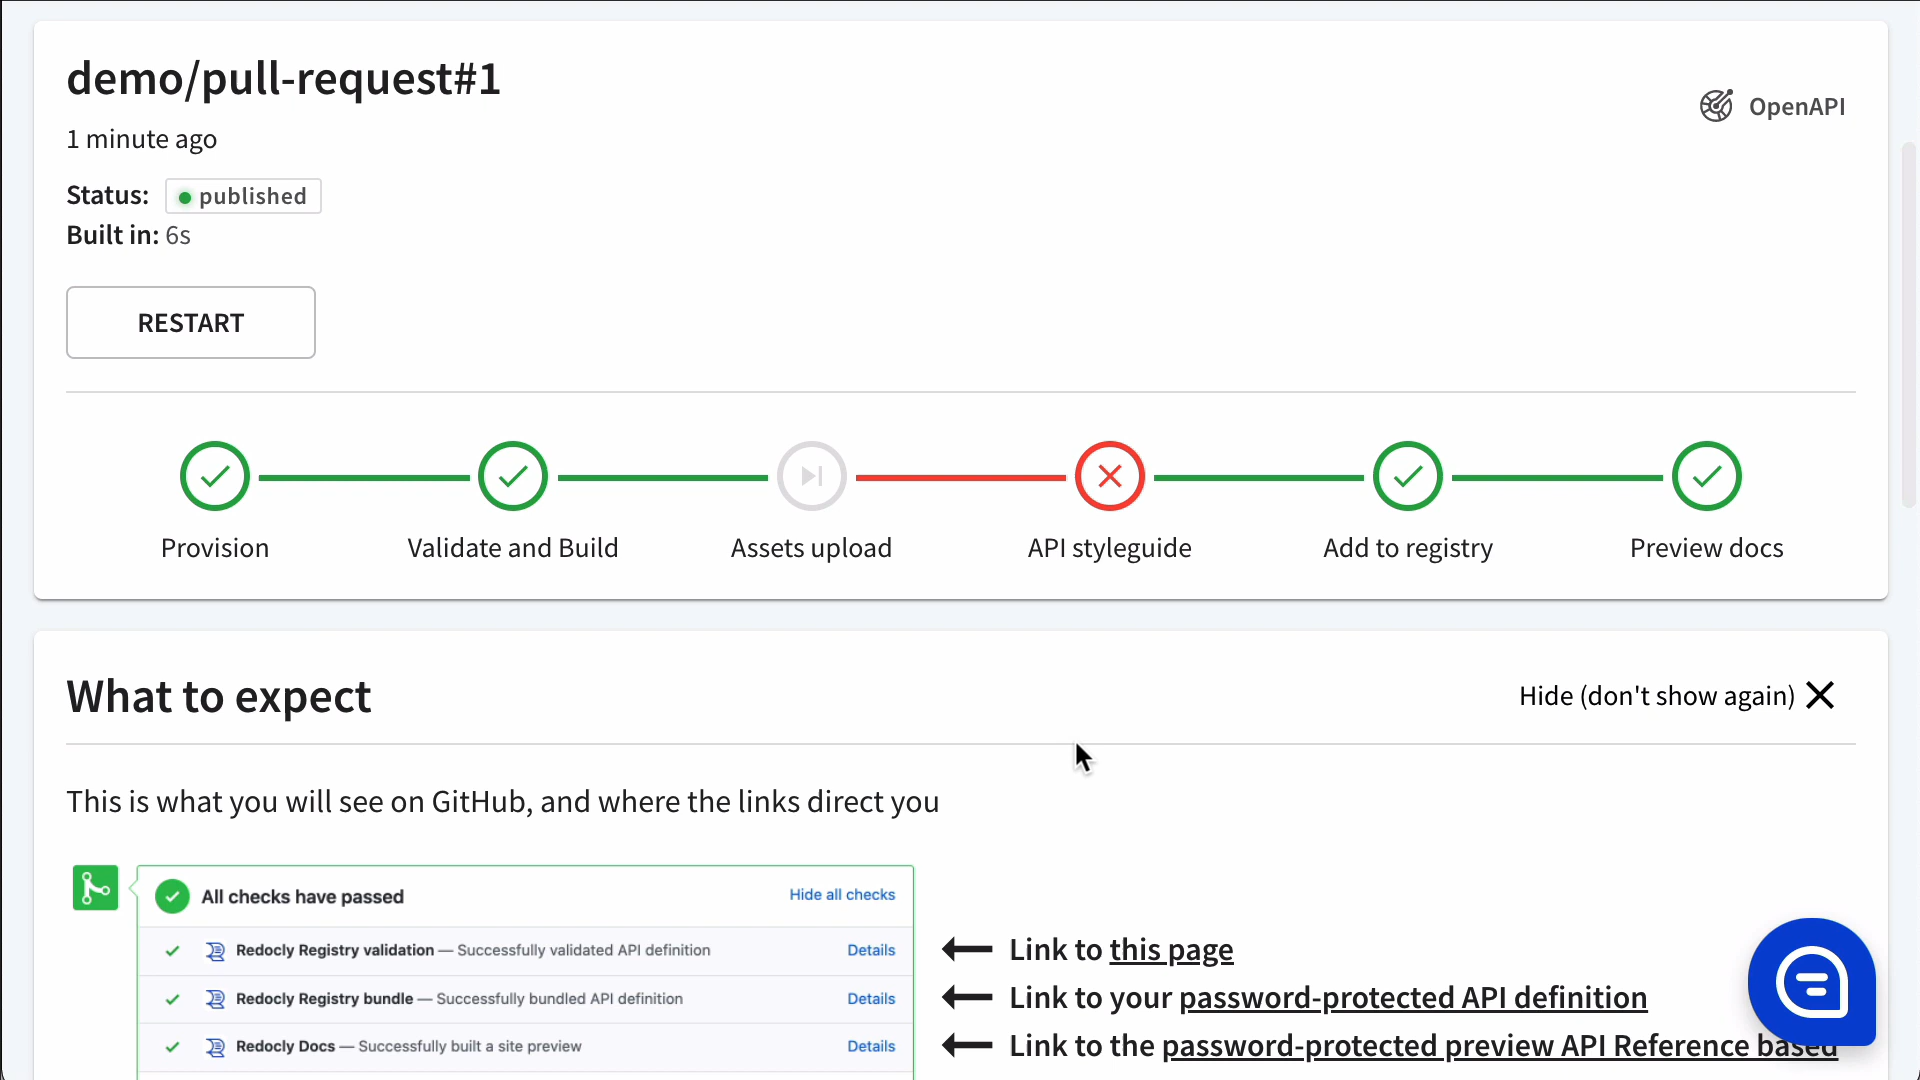 demo/pull-request#1
1 minute ago
OpenAPI
Status: published
Built in: 6s
RESTART
Provision
Validate and Build
Assets upload
API styleguide
Add to registry
Preview docs
What to expect
Hide (don't show again)
This is what you will see on GitHub, and where the links direct you
All checks have passed
Hide all checks
Redocly Registry validation — Successfully validated API definition
Details
Link to this page
Redocly Registry bundle — Successfully bundled API definition
Details
Link to your password-protected API definition
Redocly Docs — Successfully built a site preview
Details
Link to the password-protected preview API Reference based